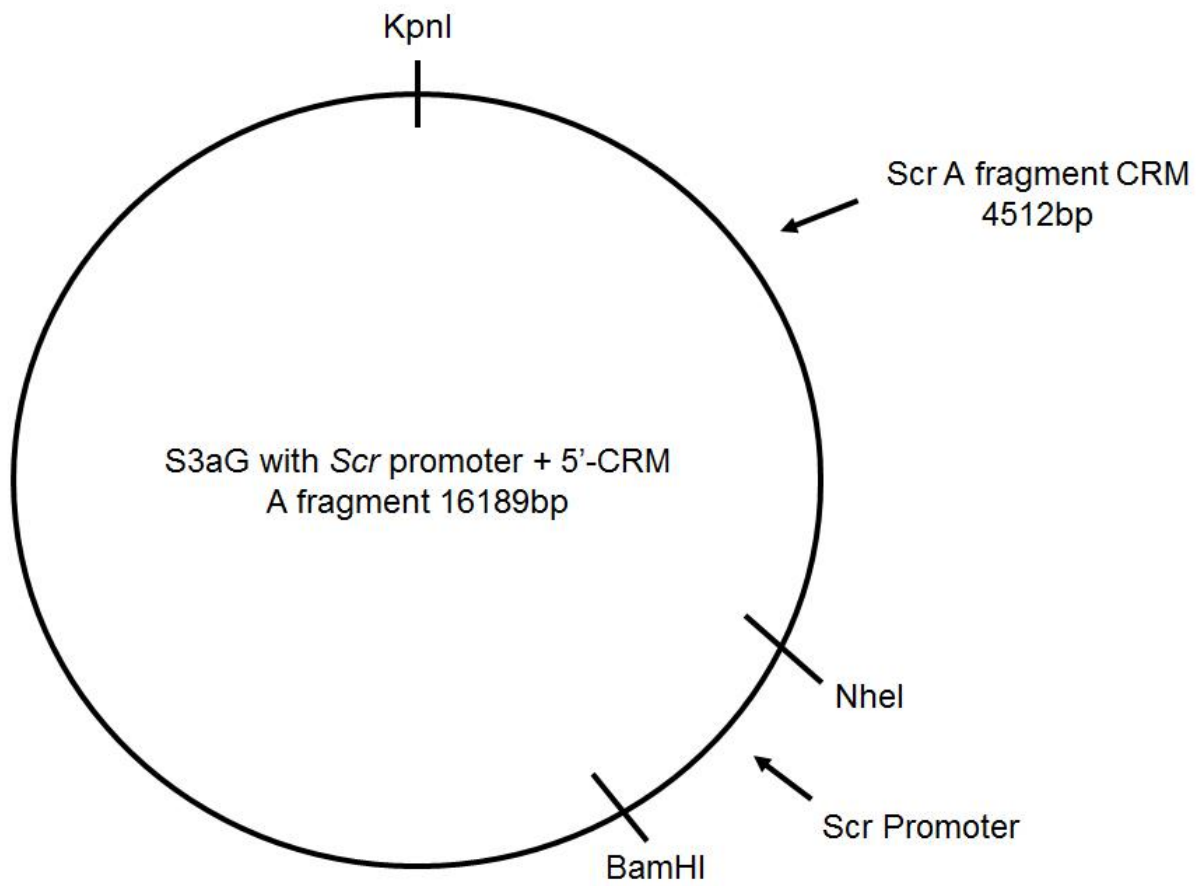 KpnI
Scr A fragment CRM
4512bp
S3aG with Scr promoter + 5’-CRM
A fragment 16189bp
NheI
Scr Promoter
BamHI